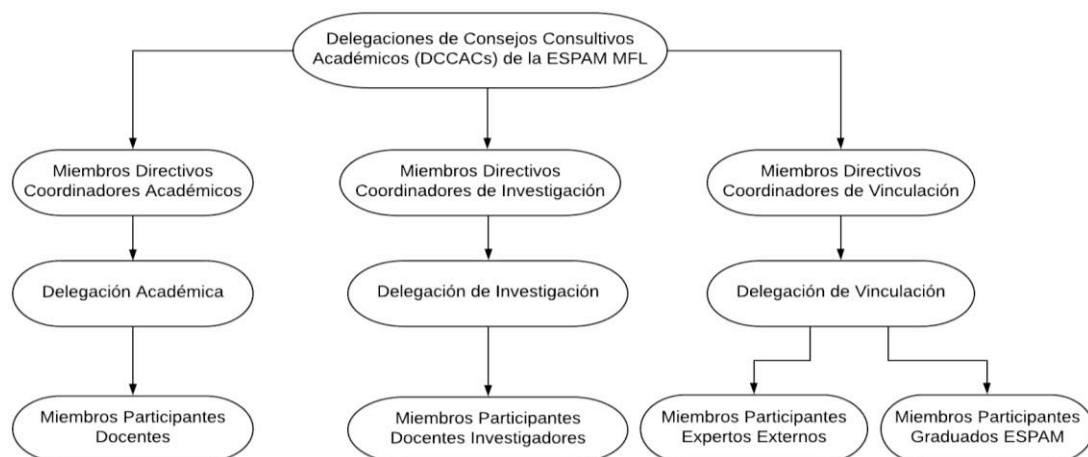 Delegaciones de Consejos Consultivos
Académicos (DCCACs) de la ESPAM MFL
Miembros Directivos
Coordinadores Académicos
Miembros Directivos
Coordinadores de Investigación
Miembros Directivos
Coordinadores de Vinculación
Delegación Académica
Delegación de Investigación
Delegación de Vinculación
Miembros Participantes
Docentes
Miembros Participantes
Docentes Investigadores
Miembros Participantes
Expertos Externos
Miembros Participantes
Graduados ESPAM